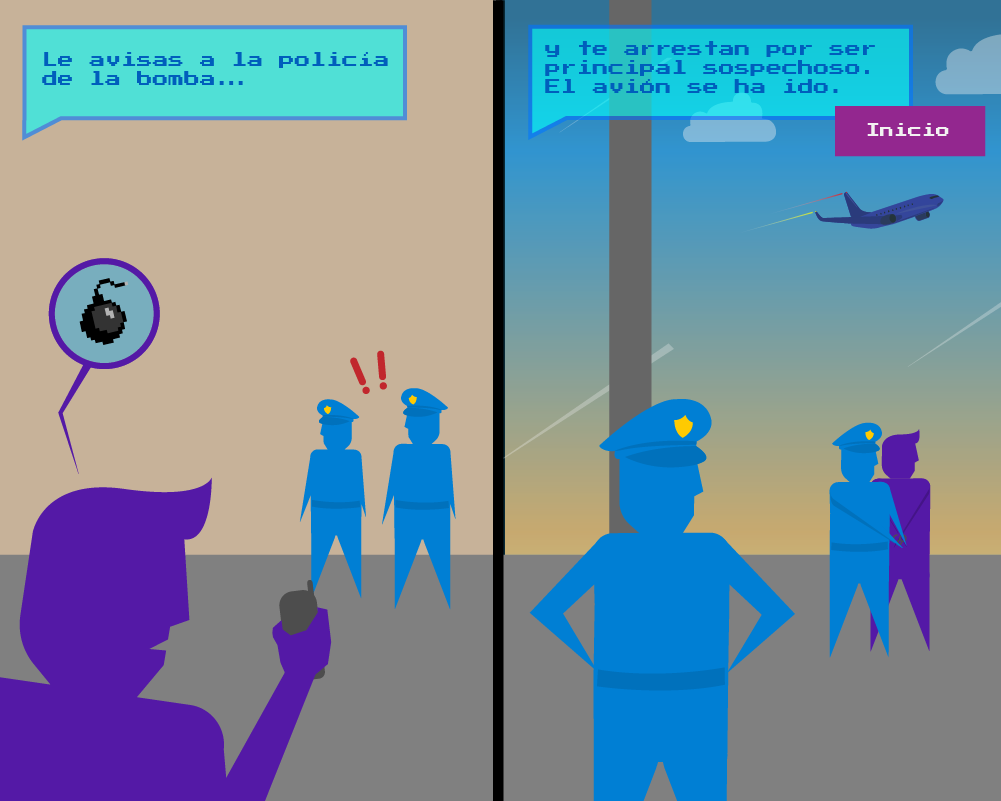 Le avisas a la policía
de la bomba...
y te arrestan por ser
principal sospechoso.
El avión se ha ido.
Inicio